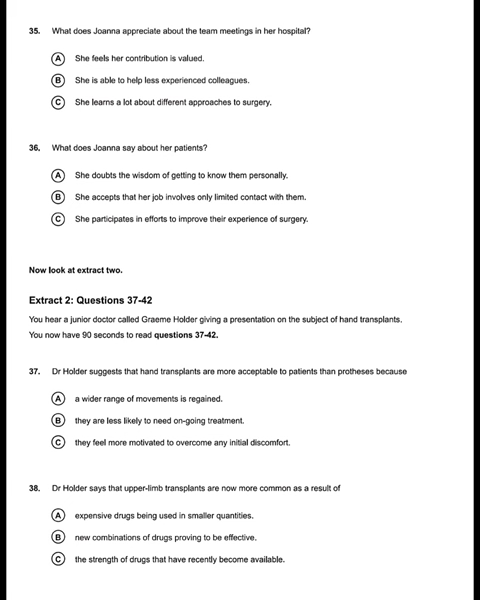 35. What does Joanna appreciate about the team meetings in her hospital?
A She feels her contribution is valued.
B She is able to help less experienced colleagues.
C She learns a lot about different approaches to surgery.
36. What does Joanna say about her patients?
A She doubts the wisdom of getting to know them personally.
B She accepts that her job involves only limited contact with them.
C She participates in efforts to improve their experience of surgery.
Now look at extract two.
Extract 2: Questions 37-42
You hear a junior doctor called Graeme Holder giving a presentation on the subject of hand transplants.
You now have 90 seconds to read questions 37-42.
37. Dr Holder suggests that hand transplants are more acceptable to patients than protheses because
A a wider range of movements is regained.
B they are less likely to need on-going treatment.
C they feel more motivated to overcome any initial discomfort.
38. Dr Holder says that upper-limb transplants are now more common as a result of
A expensive drugs being used in smaller quantities.
B new combinations of drugs proving to be effective.
C the strength of drugs that have recently become available.